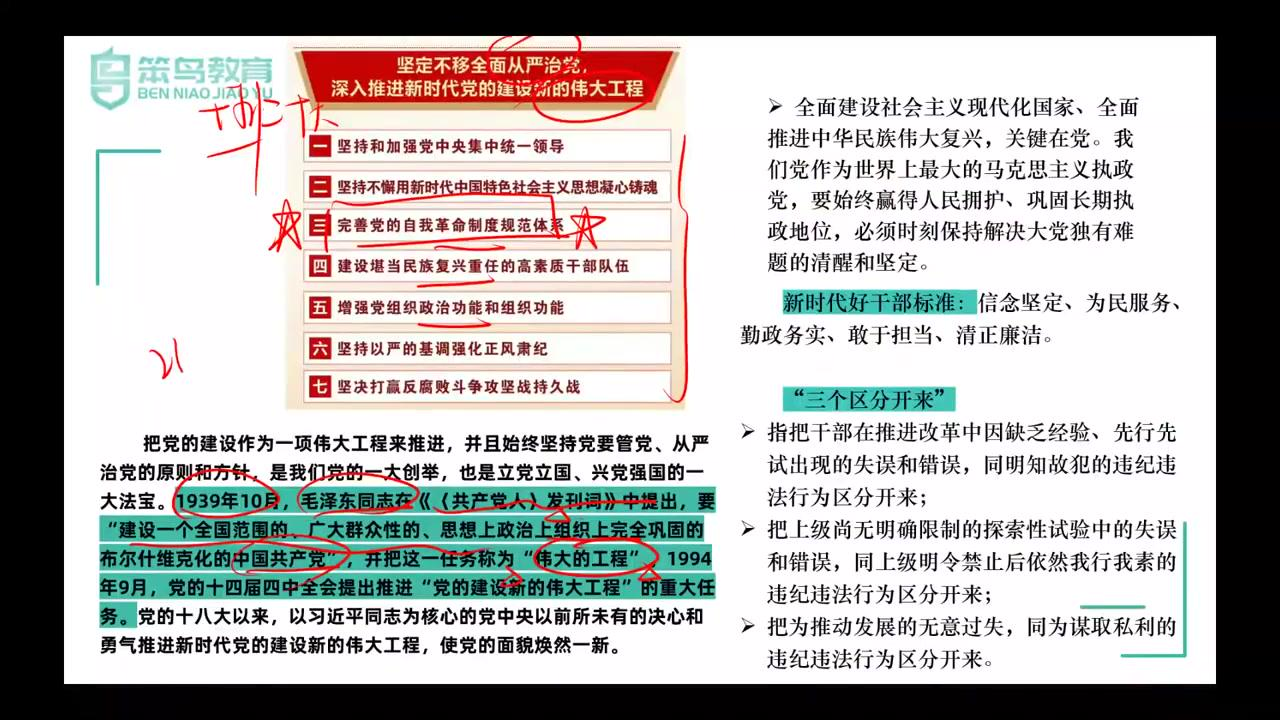 笨鸟教育
BEN NIAO JIAO YU
坚定不移全面从严治党,
深入推进新时代党的建设新的伟大工程
一 坚持和加强党中央集中统一领导
二 坚持不懈用新时代中国特色社会主义思想凝心铸魂
三 完善党的自我革命制度规范体系
四 建设堪当民族复兴重任的高素质干部队伍
五 增强党组织政治功能和组织功能
六 坚持以严的基调强化正风肃纪
七 坚决打赢反腐败斗争攻坚战持久战
把党的建设作为一项伟大工程来推进，并且始终坚持党要管党、从严
治党的原则和方针，是我们党的一大创举，也是立党立国、兴党强国的一
大法宝。1939年10月，毛泽东同志在《〈共产党人〉发刊词》中提出，要
“建设一个全国范围的、广大群众性的、思想上政治上组织上完全巩固的
布尔什维克化的中国共产党”，并把这一任务称为“伟大的工程”。1994
年9月，党的十四届四中全会提出推进“党的建设新的伟大工程”的重大任
务。党的十八大以来，以习近平同志为核心的党中央以前所未有的决心和
勇气推进新时代党的建设新的伟大工程，使党的面貌焕然一新。
➢ 全面建设社会主义现代化国家、全面
推进中华民族伟大复兴，关键在党。我
们党作为世界上最大的马克思主义执政
党，要始终赢得人民拥护、巩固长期执
政地位，必须时刻保持解决大党独有难
题的清醒和坚定。
新时代好干部标准：信念坚定、为民服务、
勤政务实、敢于担当、清正廉洁。
“三个区分开来”
➢ 指把干部在推进改革中因缺乏经验、先行先
试出现的失误和错误，同明知故犯的违纪违
法行为区分开来；
➢ 把上级尚无明确限制的探索性试验中的失误
和错误，同上级明令禁止后依然我行我素的
违纪违法行为区分开来；
➢ 把为推动发展的无意过失，同为谋取私利的
违纪违法行为区分开来。